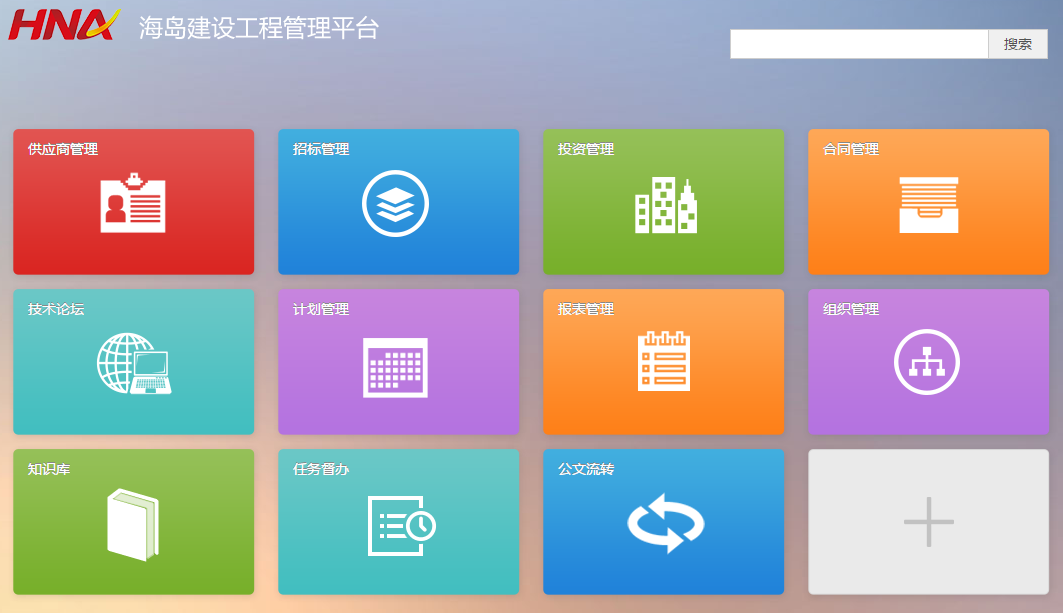 HNA 海岛建设工程管理平台
搜索
供应商管理
招标管理
投资管理
合同管理
技术论坛
计划管理
报表管理
组织管理
知识库
任务督办
公文流转